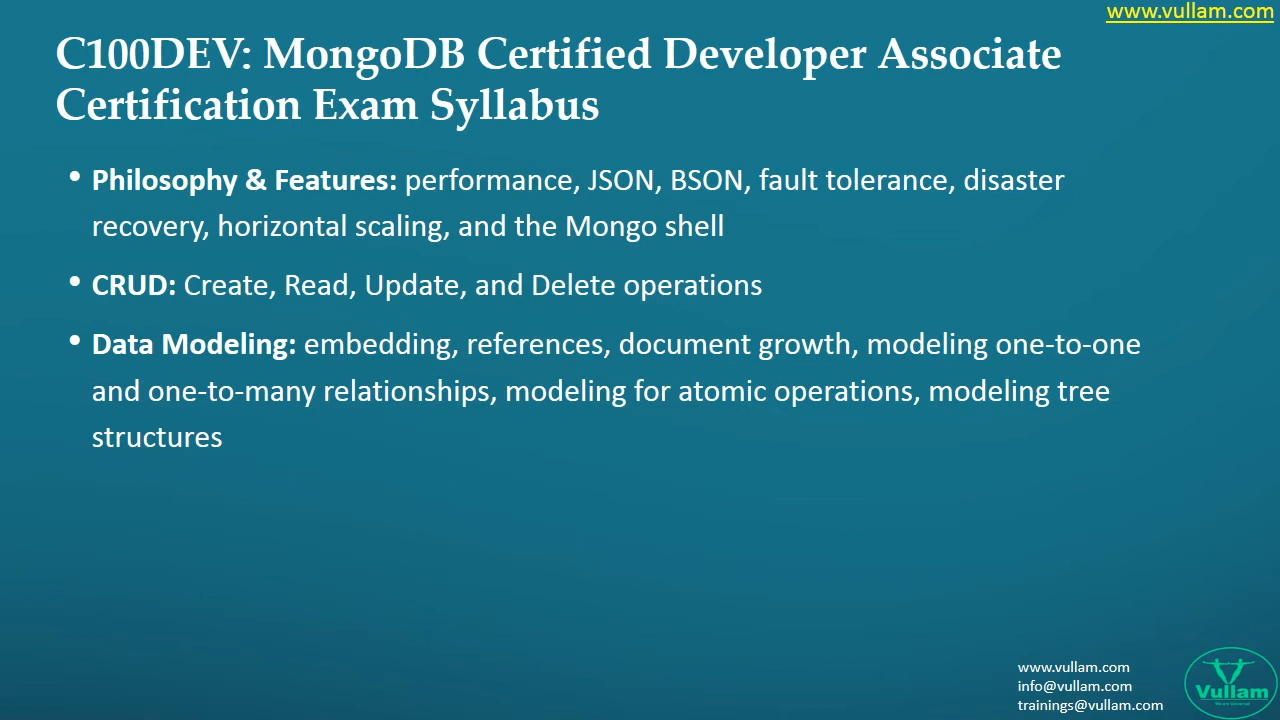 www.vullam.com
C100DEV: MongoDB Certified Developer Associate
Certification Exam Syllabus
• Philosophy & Features: performance, JSON, BSON, fault tolerance, disaster
recovery, horizontal scaling, and the Mongo shell
• CRUD: Create, Read, Update, and Delete operations
• Data Modeling: embedding, references, document growth, modeling one-to-one
and one-to-many relationships, modeling for atomic operations, modeling tree
structures
www.vullam.com
info@vullam.com
trainings@vullam.com
Vullam
We are Universal